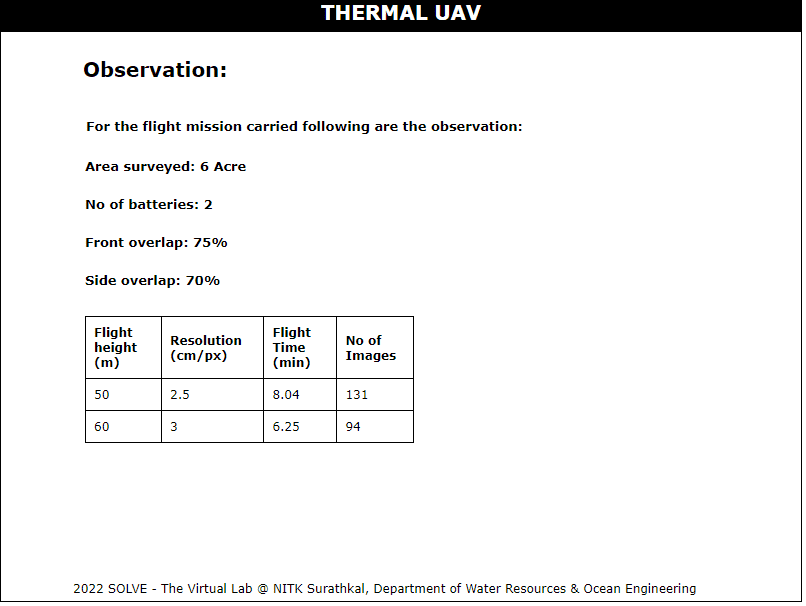 THERMAL UAV
Observation:
For the flight mission carried following are the observation:
Area surveyed: 6 Acre
No of batteries: 2
Front overlap: 75%
Side overlap: 70%
Flight height (m) Resolution (cm/px) Flight Time (min) No of Images
50 2.5 8.04 131
60 3 6.25 94
2022 SOLVE - The Virtual Lab @ NITK Surathkal, Department of Water Resources & Ocean Engineering